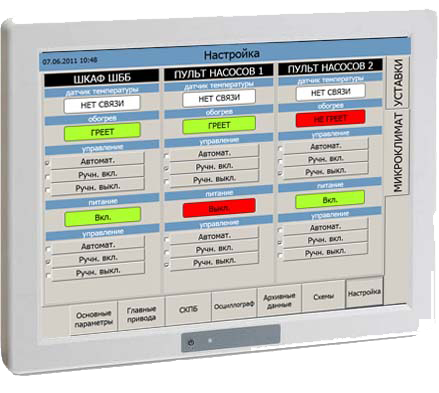 07.06.2011 10:48
Настройка
ШКАФ ШББ
датчик температуры
НЕТ СВЯЗИ
обогрев
ГРЕЕТ
управление
Автомат.
Ручн. вкл.
Ручн. выкл.
питание
Вкл.
управление
Автомат.
Ручн. вкл.
Ручн. выкл.
ПУЛЬТ НАСОСОВ 1
датчик температуры
НЕТ СВЯЗИ
обогрев
ГРЕЕТ
управление
Автомат.
Ручн. вкл.
Ручн. выкл.
питание
Выкл.
управление
Автомат.
Ручн. вкл.
Ручн. выкл.
ПУЛЬТ НАСОСОВ 2
датчик температуры
НЕТ СВЯЗИ
обогрев
НЕ ГРЕЕТ
управление
Автомат.
Ручн. вкл.
Ручн. выкл.
питание
Вкл.
управление
Автомат.
Ручн. вкл.
Ручн. выкл.
УСТАВКИ
МИКРОКЛИМАТ
Основные
параметры
Главные
привода
СКПБ
Осциллограф
Архивные
данные
Схемы
Настройка